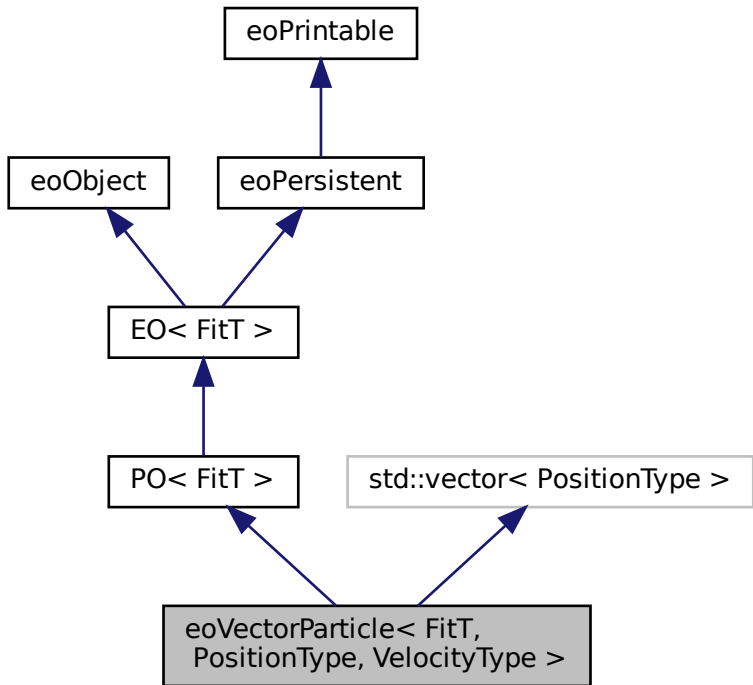 eoPrintable
eoObject
eoPersistent
EO< FitT >
PO< FitT >
std::vector< PositionType >
eoVectorParticle< FitT,
PositionType, VelocityType >